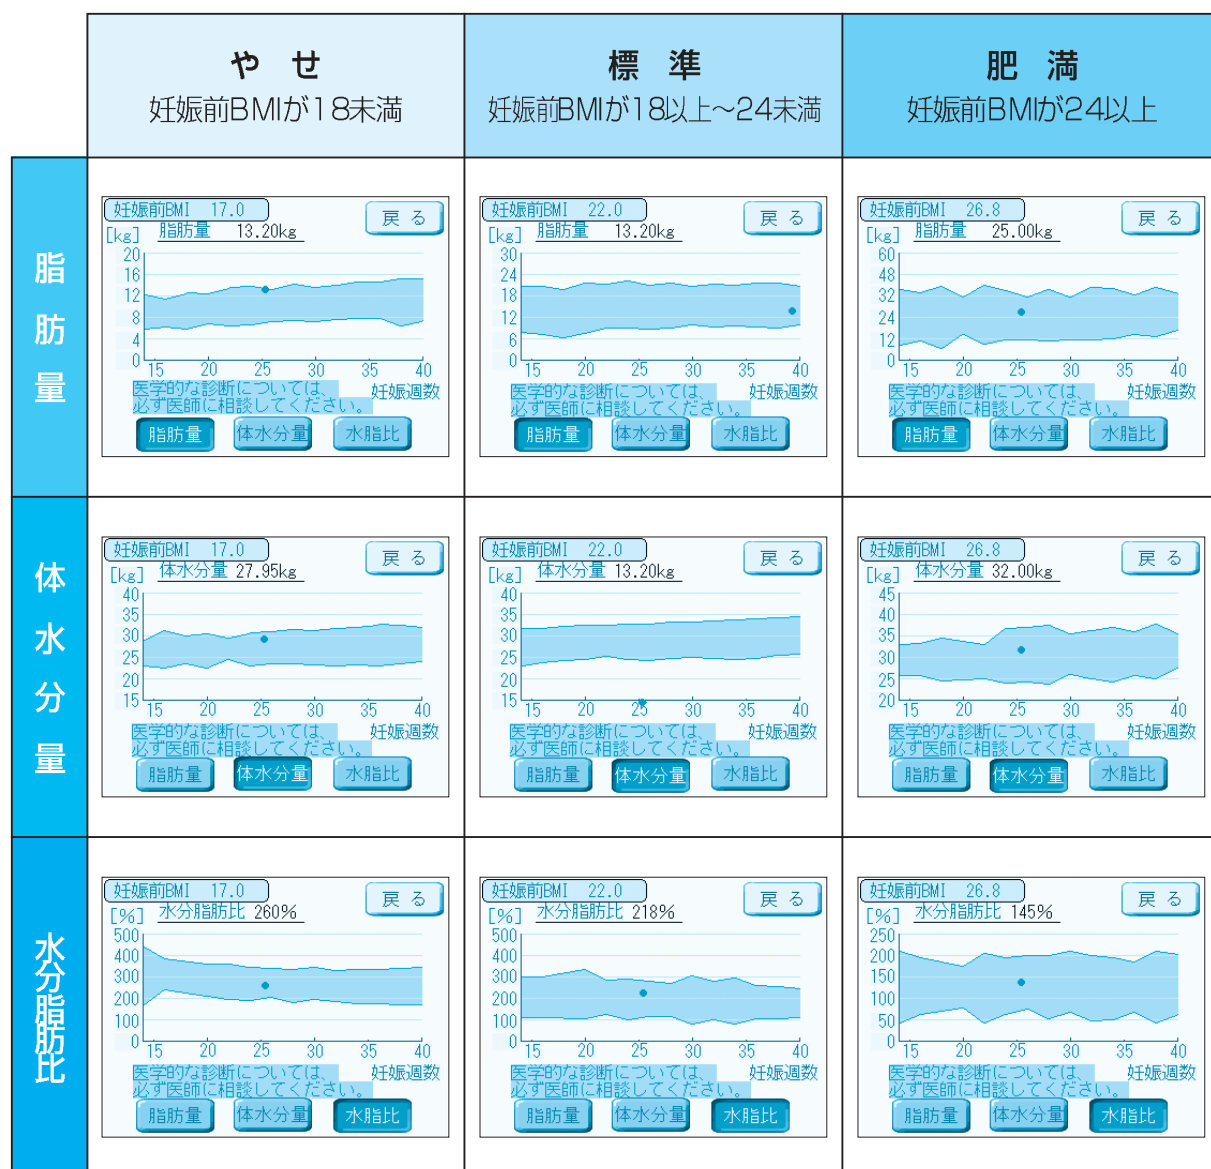 やせ
妊娠前BMIが18未満
標準
妊娠前BMIが18以上～24未満
肥満
妊娠前BMIが24以上
脂肪量
妊娠前BMI 17.0
戻る
[kg] 脂肪量 13.20kg
20
16
12
8
4
0
15 20 25 30 35 40
医学的な診断については、
必ず医師に相談してください。
妊娠週数
脂肪量 体水分量 水脂比
妊娠前BMI 22.0
戻る
[kg] 脂肪量 13.20kg
30
24
18
12
6
0
15 20 25 30 35 40
医学的な診断については、
必ず医師に相談してください。
妊娠週数
脂肪量 体水分量 水脂比
妊娠前BMI 26.8
戻る
[kg] 脂肪量 25.00kg
60
48
32
24
12
0
15 20 25 30 35 40
医学的な診断については、
必ず医師に相談してください。
妊娠週数
脂肪量 体水分量 水脂比
体水分量
妊娠前BMI 17.0
戻る
[kg] 体水分量 27.95kg
40
35
30
25
20
15
15 20 25 30 35 40
医学的な診断については、
必ず医師に相談してください。
妊娠週数
脂肪量 体水分量 水脂比
妊娠前BMI 22.0
戻る
[kg] 体水分量 13.20kg
40
35
30
25
20
15
15 20 25 30 35 40
医学的な診断については、
必ず医師に相談してください。
妊娠週数
脂肪量 体水分量 水脂比
妊娠前BMI 26.8
戻る
[kg] 体水分量 32.00kg
45
40
35
30
25
20
15 20 25 30 35 40
医学的な診断については、
必ず医師に相談してください。
妊娠週数
脂肪量 体水分量 水脂比
水分脂肪比
妊娠前BMI 17.0
戻る
[%] 水分脂肪比 260%
500
400
300
200
100
0
15 20 25 30 35 40
医学的な診断については、
必ず医師に相談してください。
妊娠週数
脂肪量 体水分量 水脂比
妊娠前BMI 22.0
戻る
[%] 水分脂肪比 218%
500
400
300
200
100
0
15 20 25 30 35 40
医学的な診断については、
必ず医師に相談してください。
妊娠週数
脂肪量 体水分量 水脂比
妊娠前BMI 26.8
戻る
[%] 水分脂肪比 145%
250
200
150
100
50
0
15 20 25 30 35 40
医学的な診断については、
必ず医師に相談してください。
妊娠週数
脂肪量 体水分量 水脂比